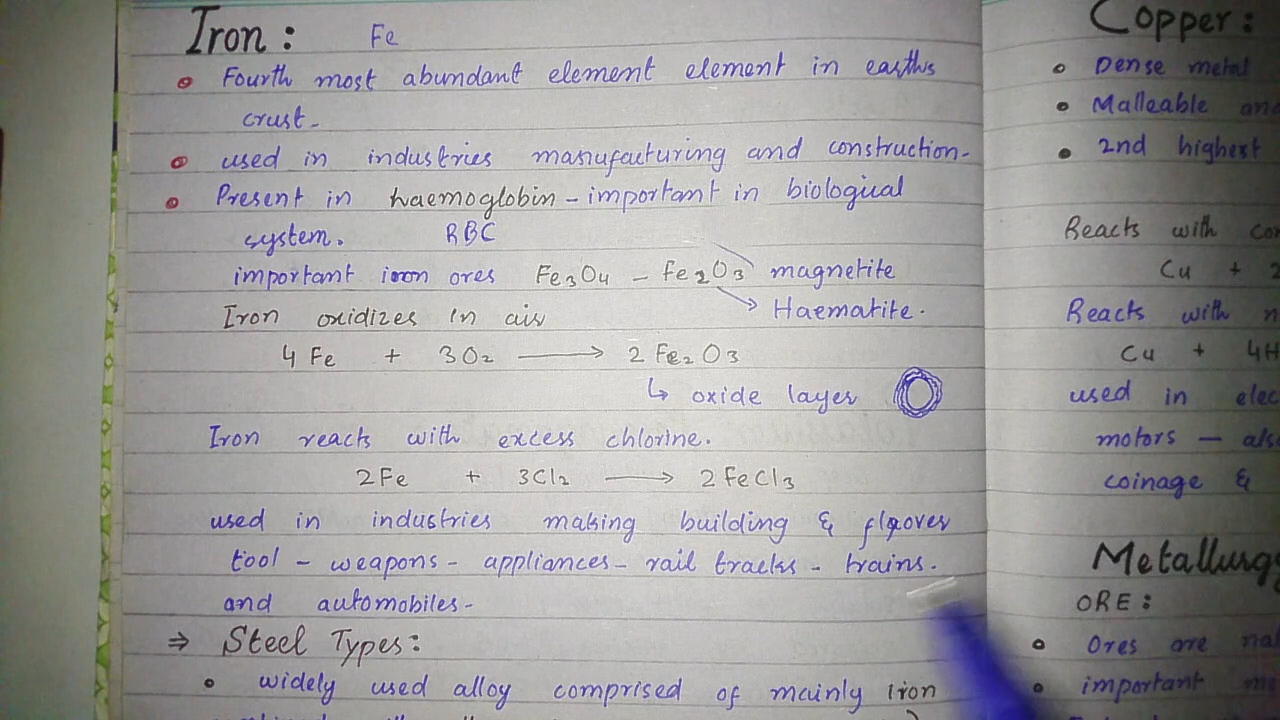 Iron: Fe
Fourth most abundant element element in earths
crust-
used in industries manufacturing and construction-
Present in haemoglobin - important in biological
system. RBC
important iron ores Fe3O4 - Fe2O3 magnetite
→ Haematite.
Iron oxidizes in air
4 Fe + 3O2 → 2 Fe2O3
↳ oxide layer
Iron reacts with excess chlorine.
2Fe + 3Cl2 → 2 FeCl3
used in industries making building &
tool - weapons - appliances - rail tracks - trains.
and automobiles-
⇒ Steel Types:
widely used alloy comprised of mainly iron
Copper:
Dense metal
Malleable an
2nd highest
Reacts with co
Cu +
Reacts with n
Cu + 4H
used in elec
motors - als
coinage &
Metallurg
ORE:
Ores are na
important m